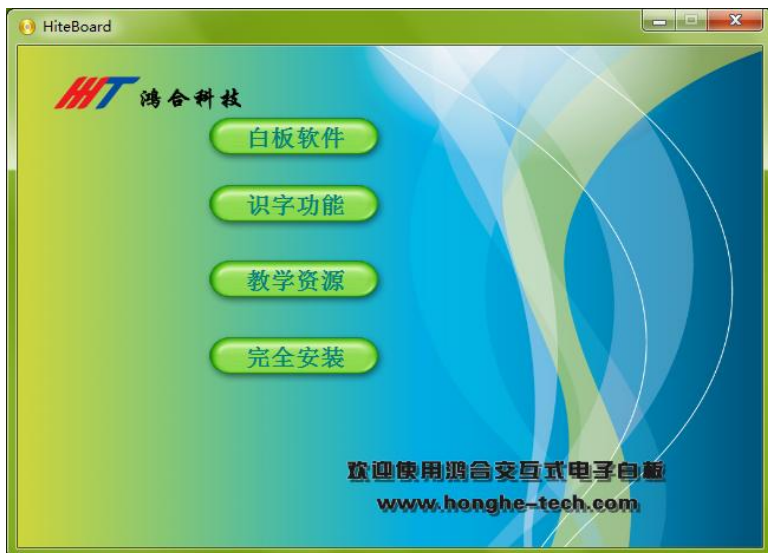 HiteBoard
HHT 鸿合科技
白板软件
识字功能
教学资源
完全安装
欢迎使用鸿合交互式电子白板
www.honghe-tech.com